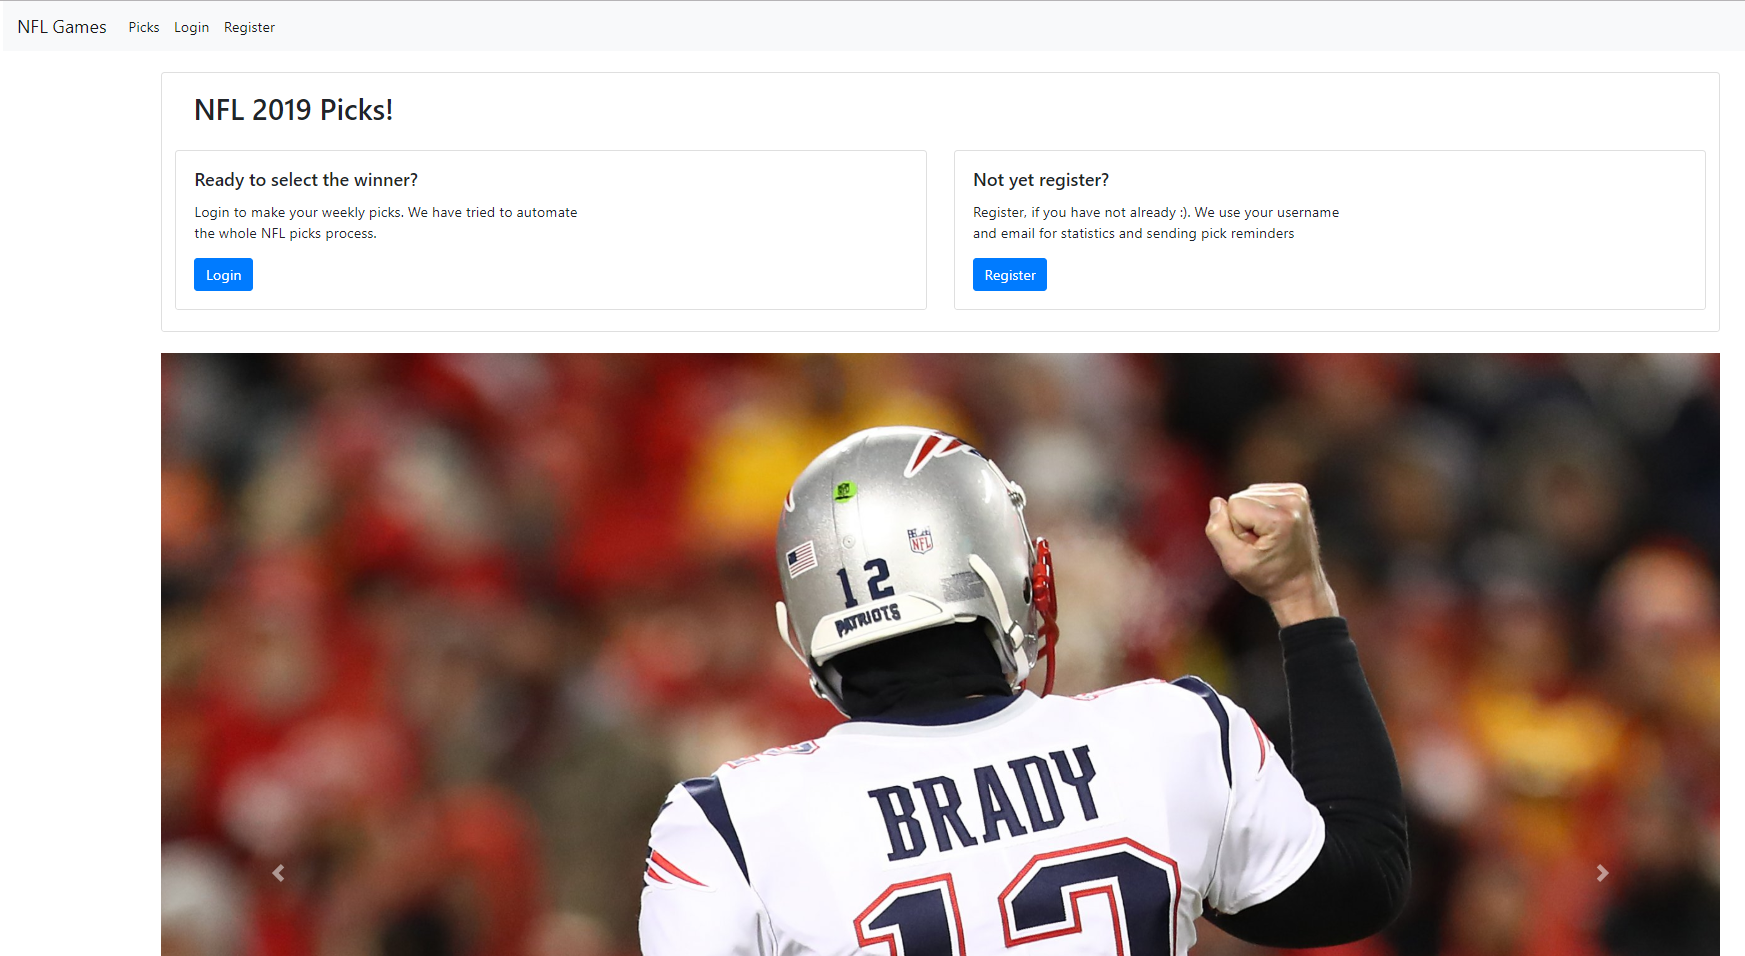 NFL Games Picks Login Register
NFL 2019 Picks!
Ready to select the winner?
Login to make your weekly picks. We have tried to automate
the whole NFL picks process.
Login
Not yet register?
Register, if you have not already :). We use your username
and email for statistics and sending pick reminders
Register
NFL
12
PATRIOTS
BRADY
12